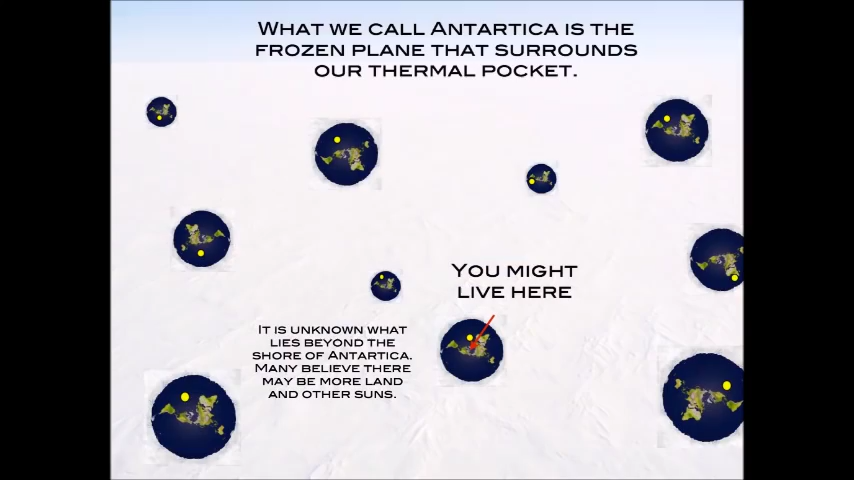 What we call Antartica is the
frozen plane that surrounds
our thermal pocket.
You might
live here
It is unknown what
lies beyond the
shore of Antartica.
Many believe there
may be more land
and other suns.